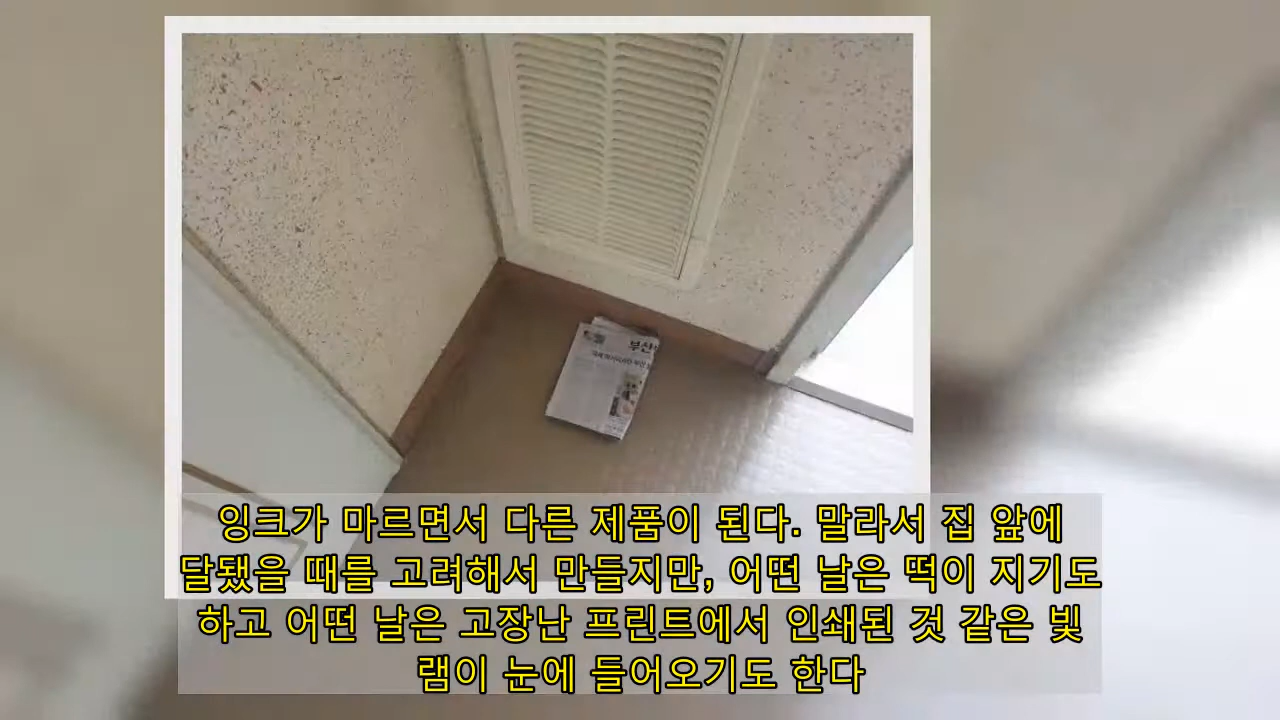 부산
잉크가 마르면서 다른 제품이 된다. 말라서 집 앞에
달됐을 때를 고려해서 만들지만, 어떤 날은 떡이 지기도
하고 어떤 날은 고장난 프린트에서 인쇄된 것 같은 빛
램이 눈에 들어오기도 한다